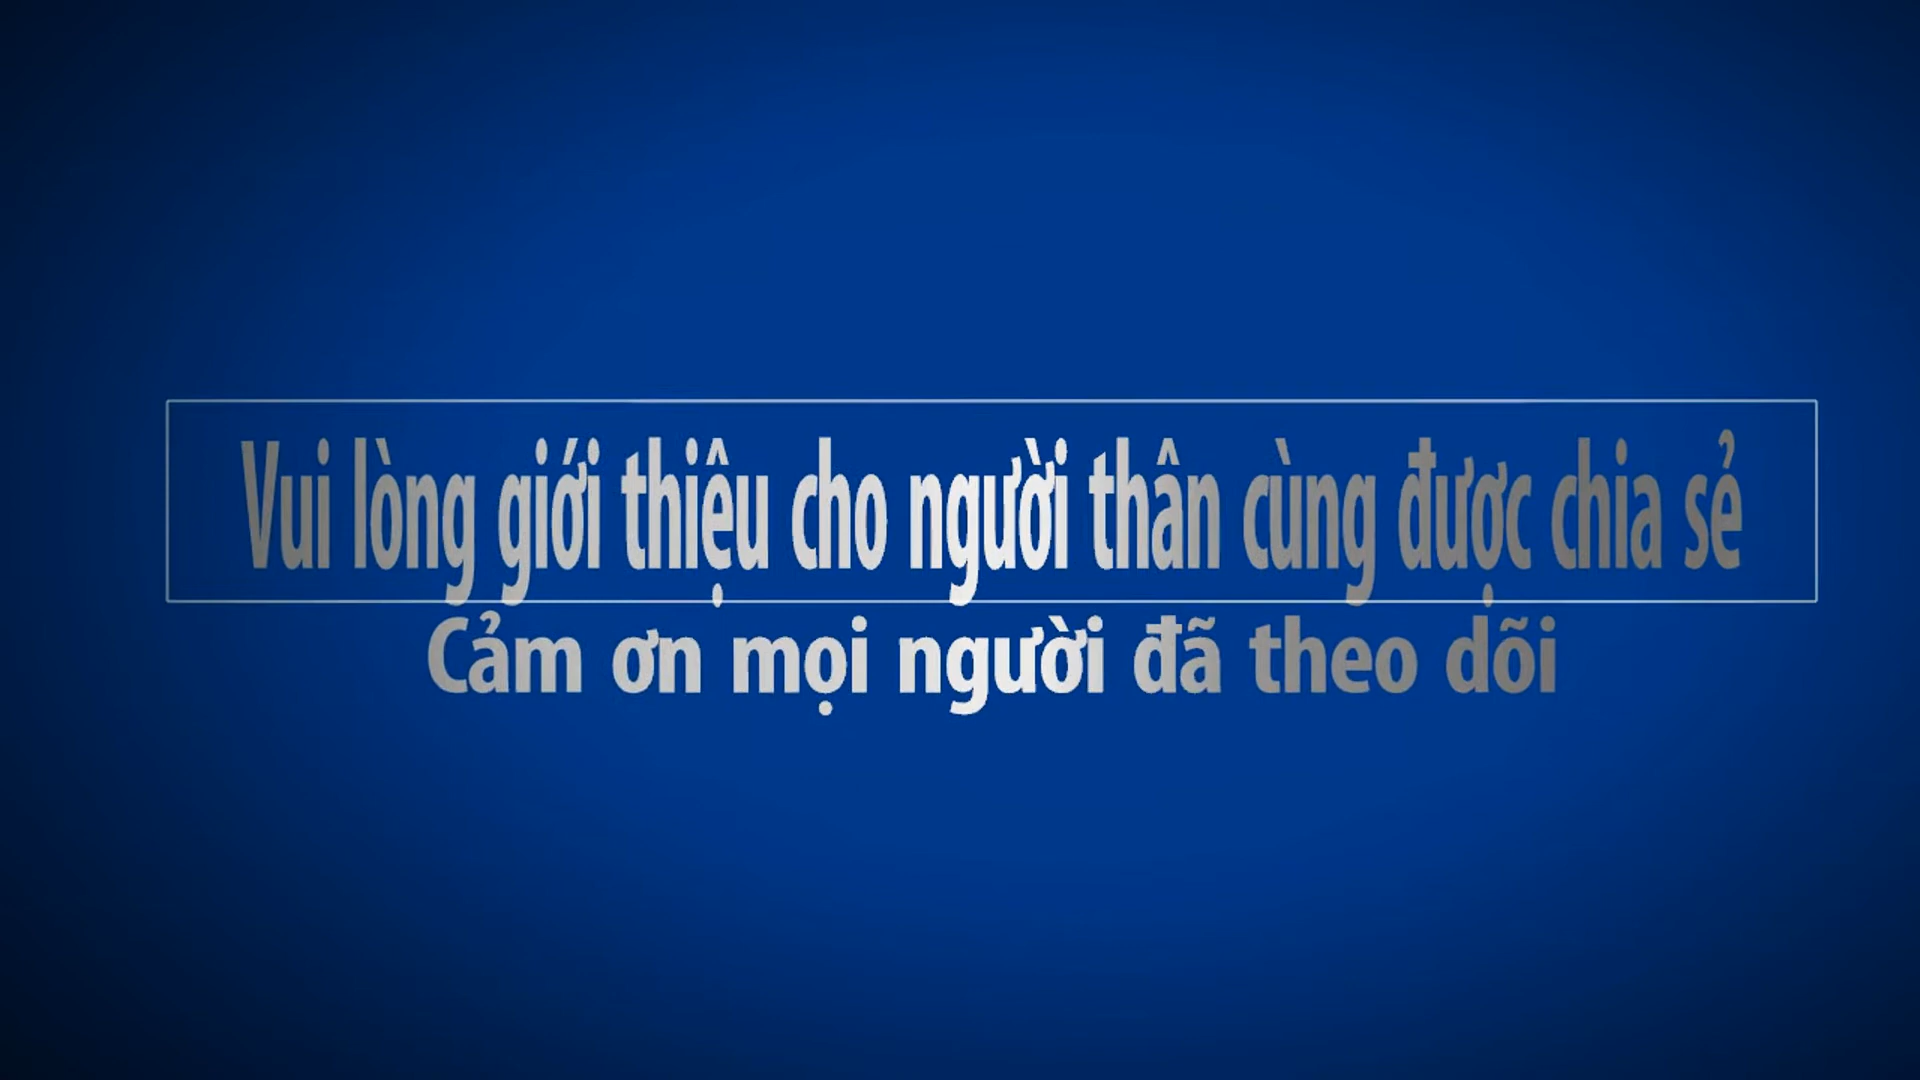 Vui lòng giới thiệu cho người thân cùng được chia sẻ
Cảm ơn mọi người đã theo dõi